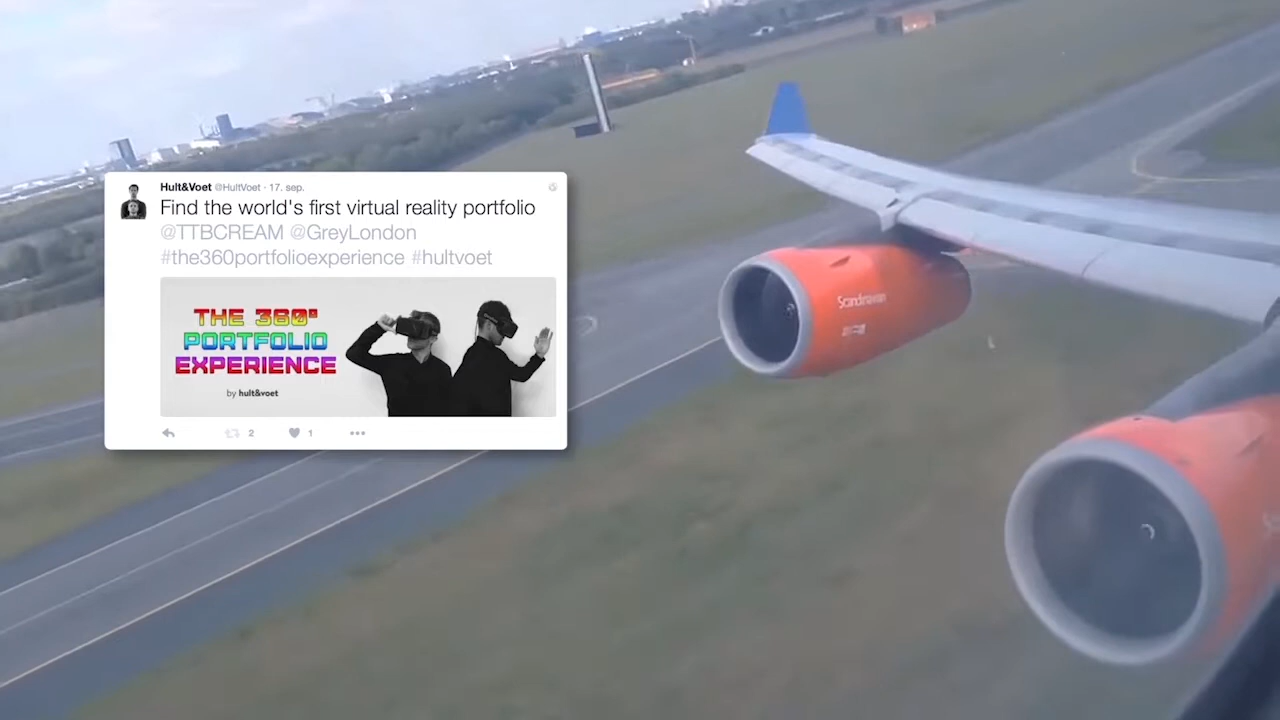 Hult&Voet @HultVoet · 17. sep.
Find the world's first virtual reality portfolio
@TTBCREAM @GreyLondon
#the360portfolioexperience #hultvoet
THE 360°
PORTFOLIO
EXPERIENCE
by hult&voet
2
1
Scandinavian